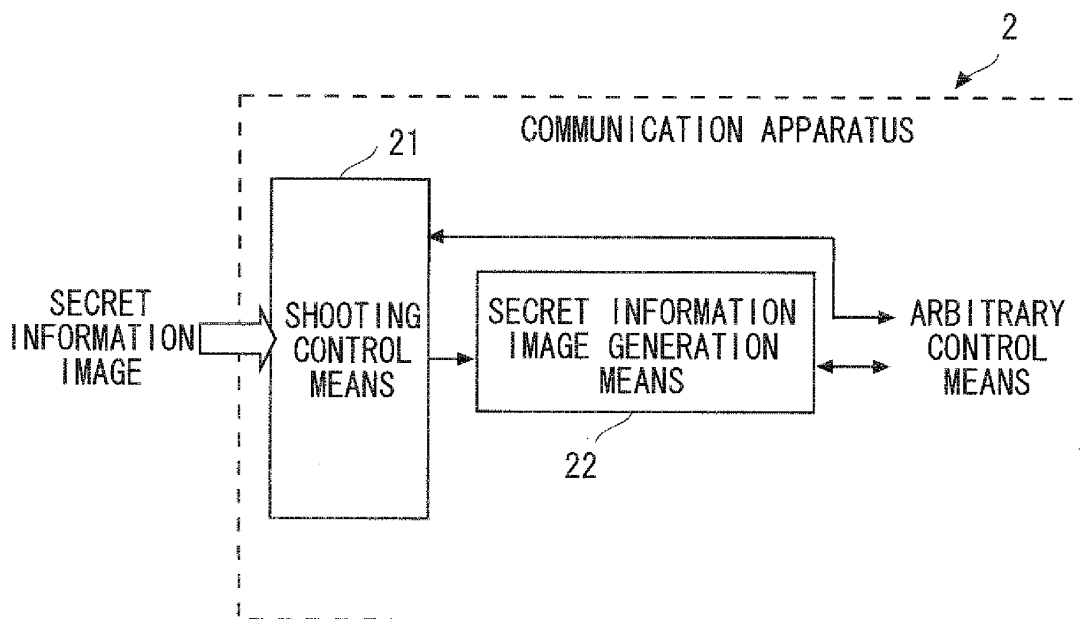 2
COMMUNICATION APPARATUS
21
SECRET
INFORMATION
IMAGE
SHOOTING
CONTROL
MEANS
SECRET INFORMATION
IMAGE GENERATION
MEANS
22
ARBITRARY
CONTROL
MEANS